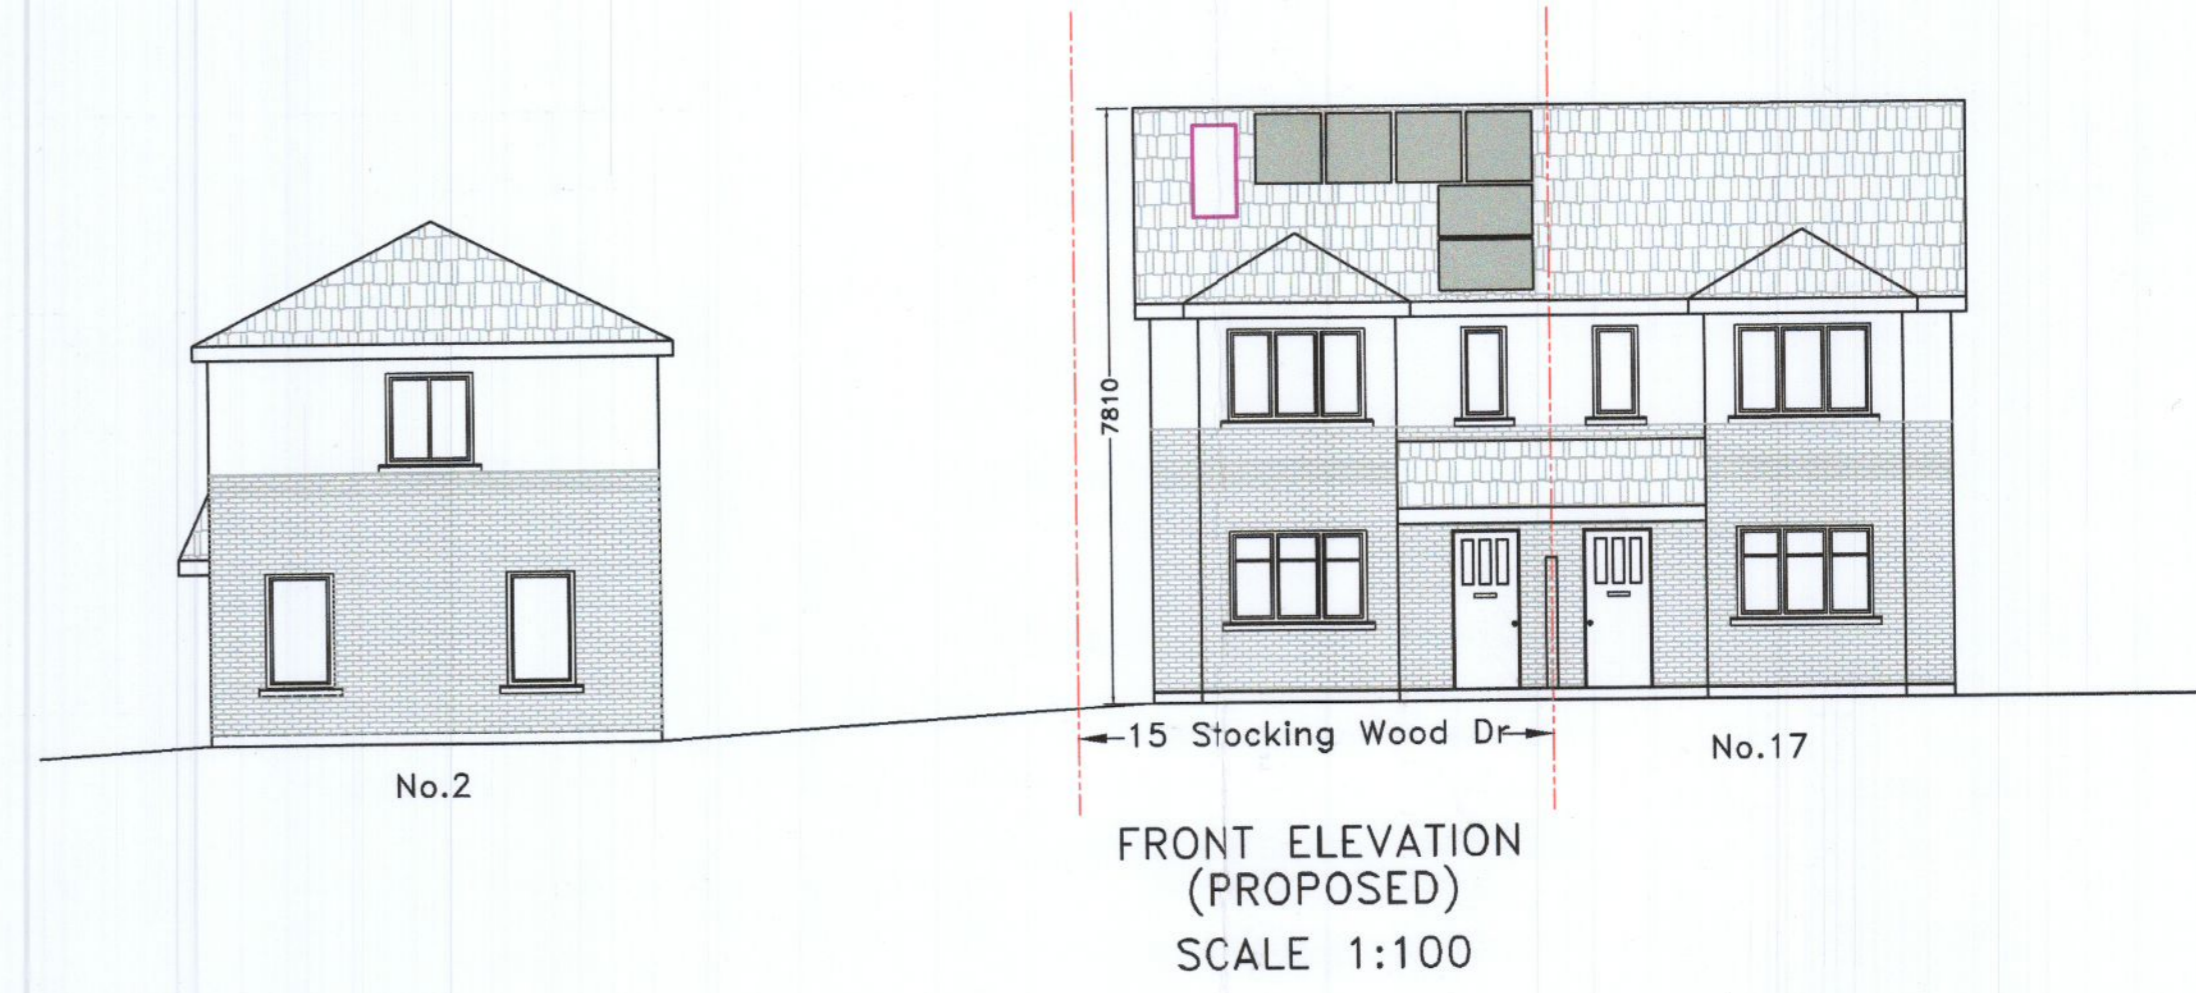 7810
15 Stocking Wood Dr
No.17
No.2
FRONT ELEVATION
(PROPOSED)
SCALE 1:100